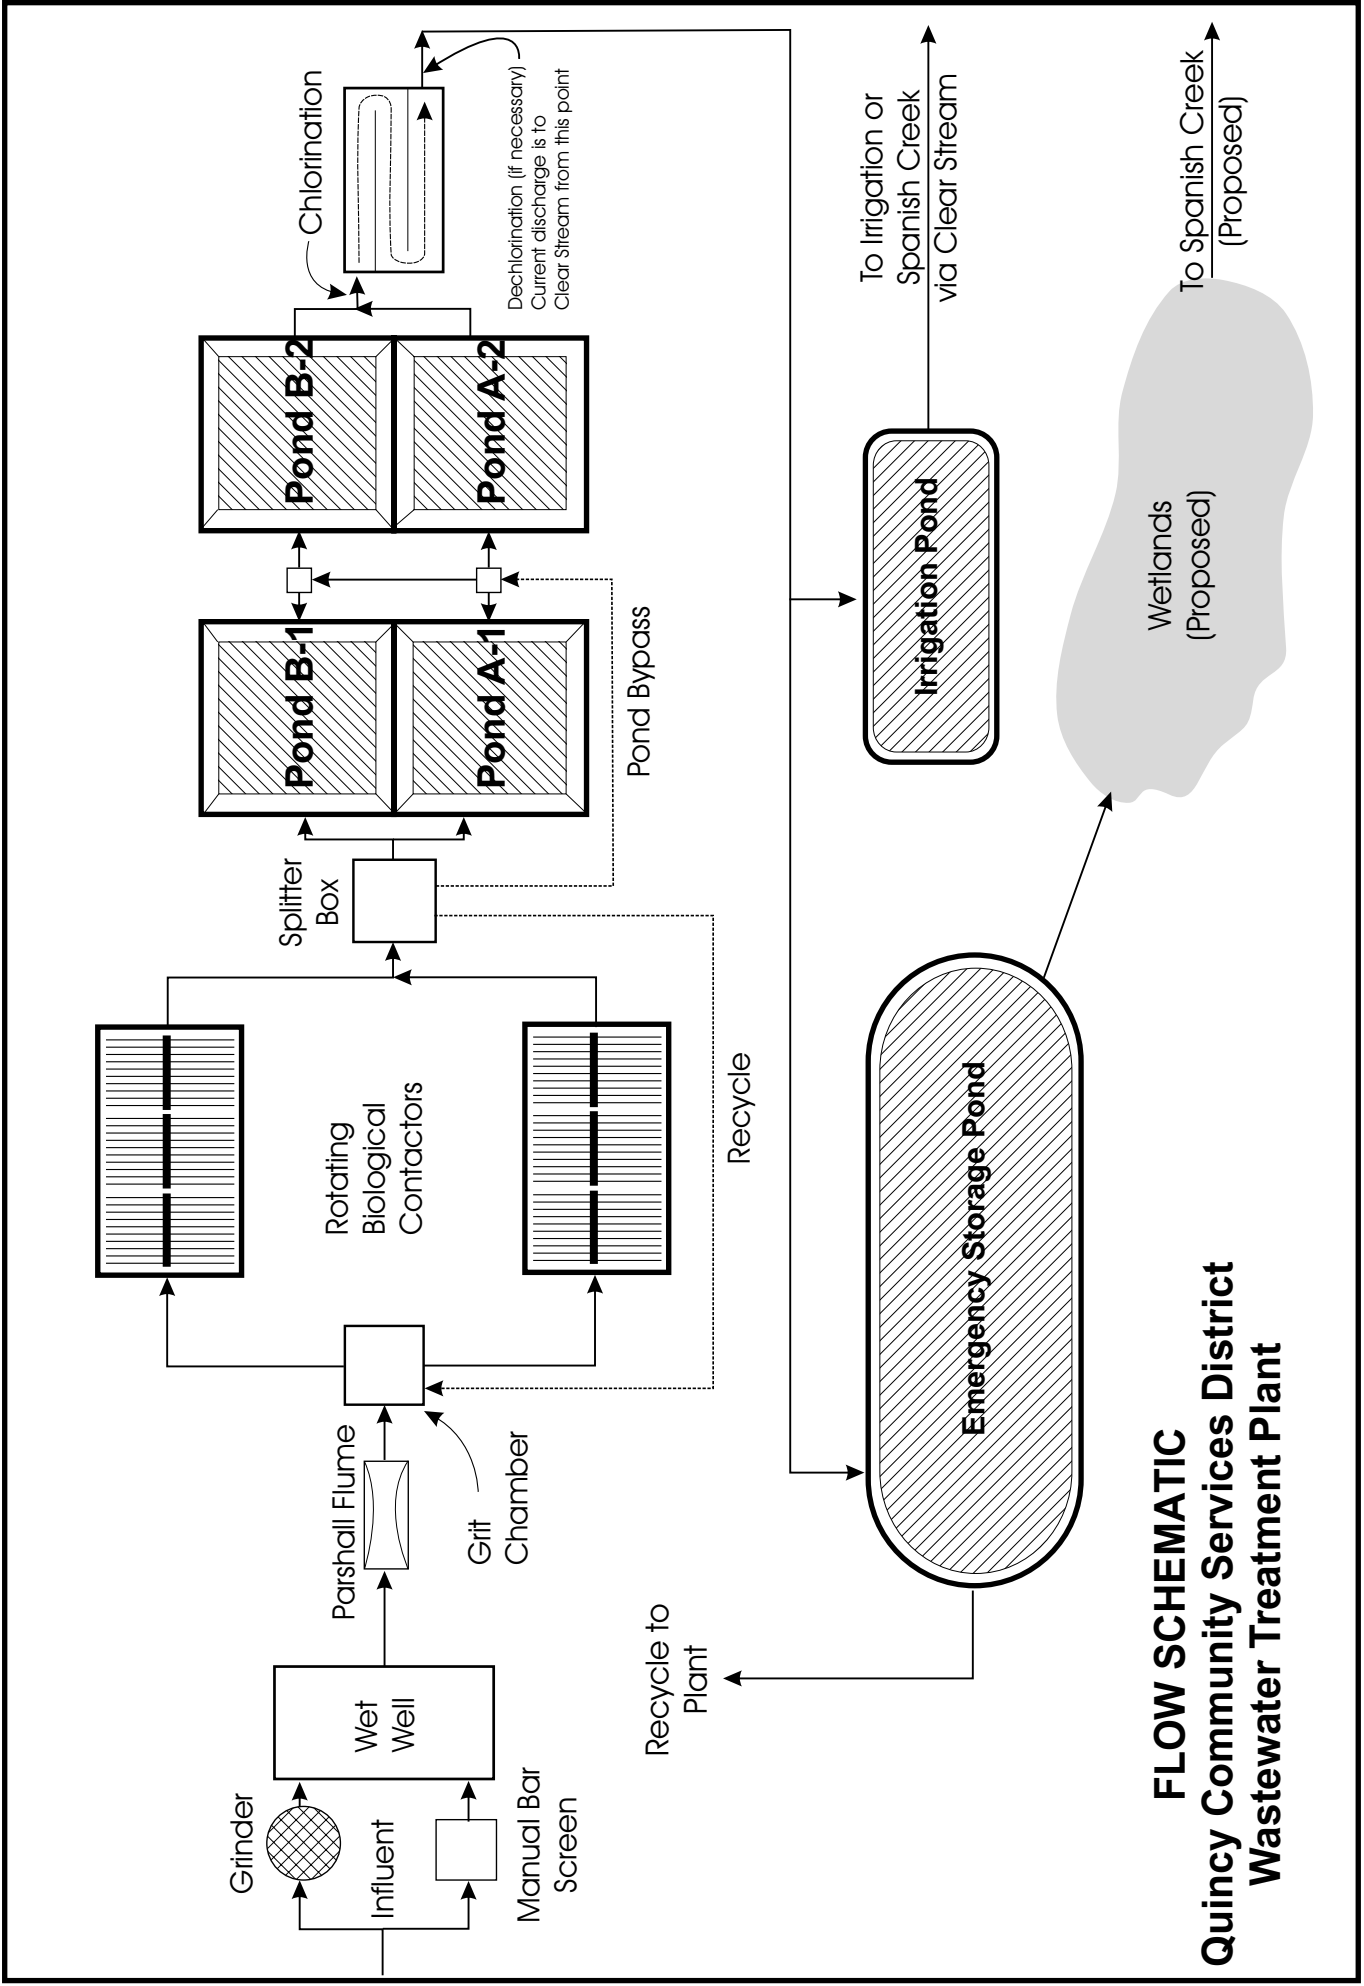 Grinder
Influent
Manual Bar
Screen
Wet
Well
Parshall Flume
Grit
Chamber
Rotating
Biological
Contactors
Recycle
Splitter
Box
Pond B-1
Pond A-1
Pond Bypass
Pond B-2
Pond A-2
Chlorination
Dechlorination (if necessary)
Current discharge is to
Clear Stream from this point
Recycle to
Plant
Emergency Storage Pond
Irrigation Pond
To Irrigation or
Spanish Creek
via Clear Stream
Wetlands
(Proposed)
To Spanish Creek
(Proposed)
FLOW SCHEMATIC
Quincy Community Services District
Wastewater Treatment Plant